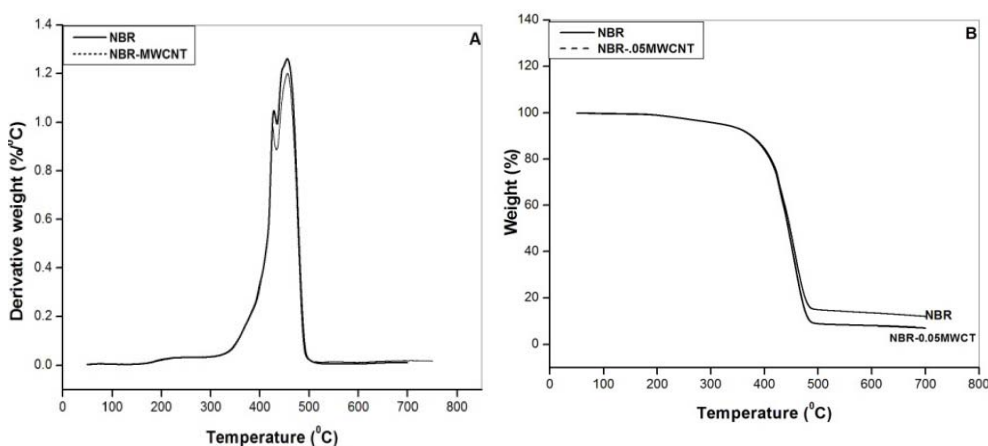 NBR
NBR-MWCNT
A
1.4
1.2
1.0
0.8
0.6
0.4
0.2
0.0
Derivative weight (%/⁰C)
0 100 200 300 400 500 600 700 800
Temperature (⁰C)
NBR
NBR-.05MWCNT
B
140
120
100
80
60
40
20
0
Weight (%)
NBR
NBR-0.05MWCT
0 100 200 300 400 500 600 700 800
Temperature (⁰C)